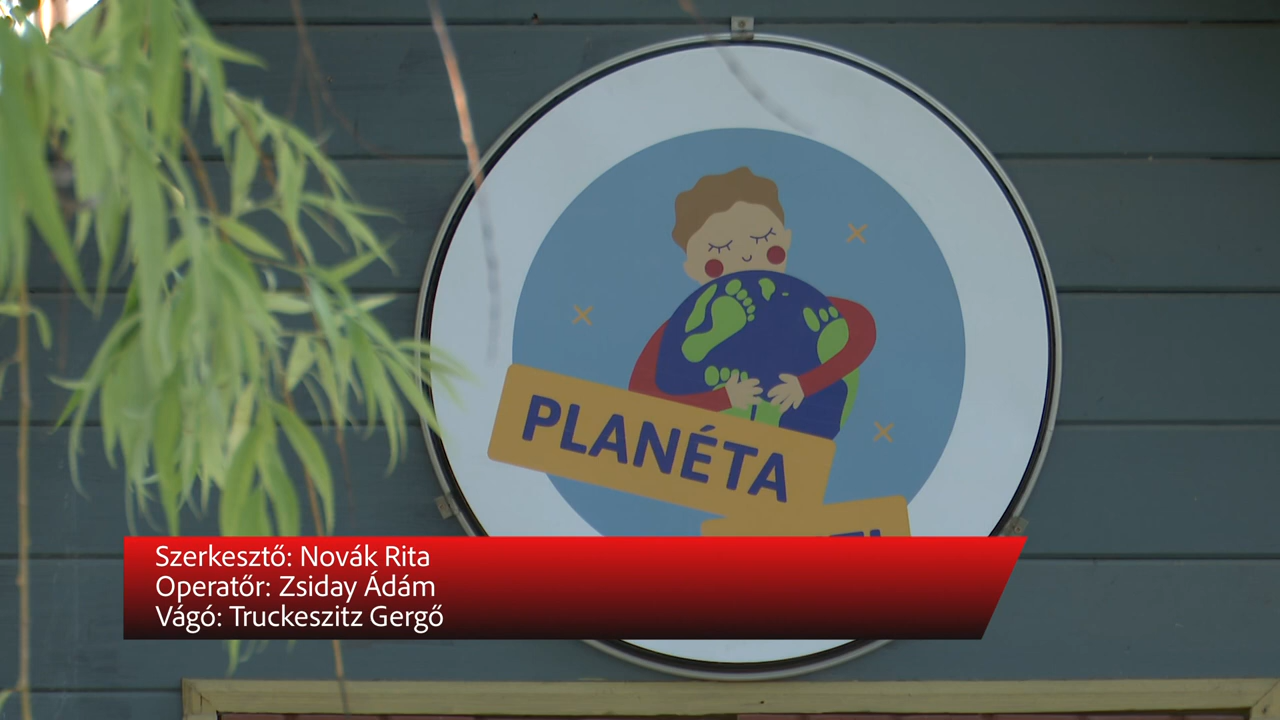 PLANÉTA
Szerkesztő: Novák Rita
Operatőr: Zsiday Ádám
Vágó: Truckeszitz Gergő